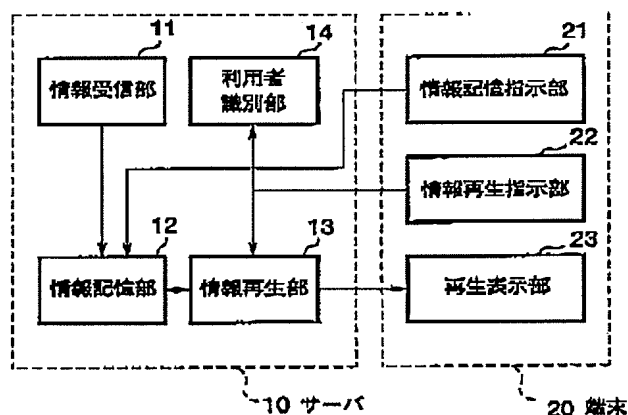 11
情報受信部
14
利用者
識別部
21
情報記憶指示部
22
情報再生指示部
12
情報記憶部
13
情報再生部
23
再生表示部
10 サーバ
20 端末